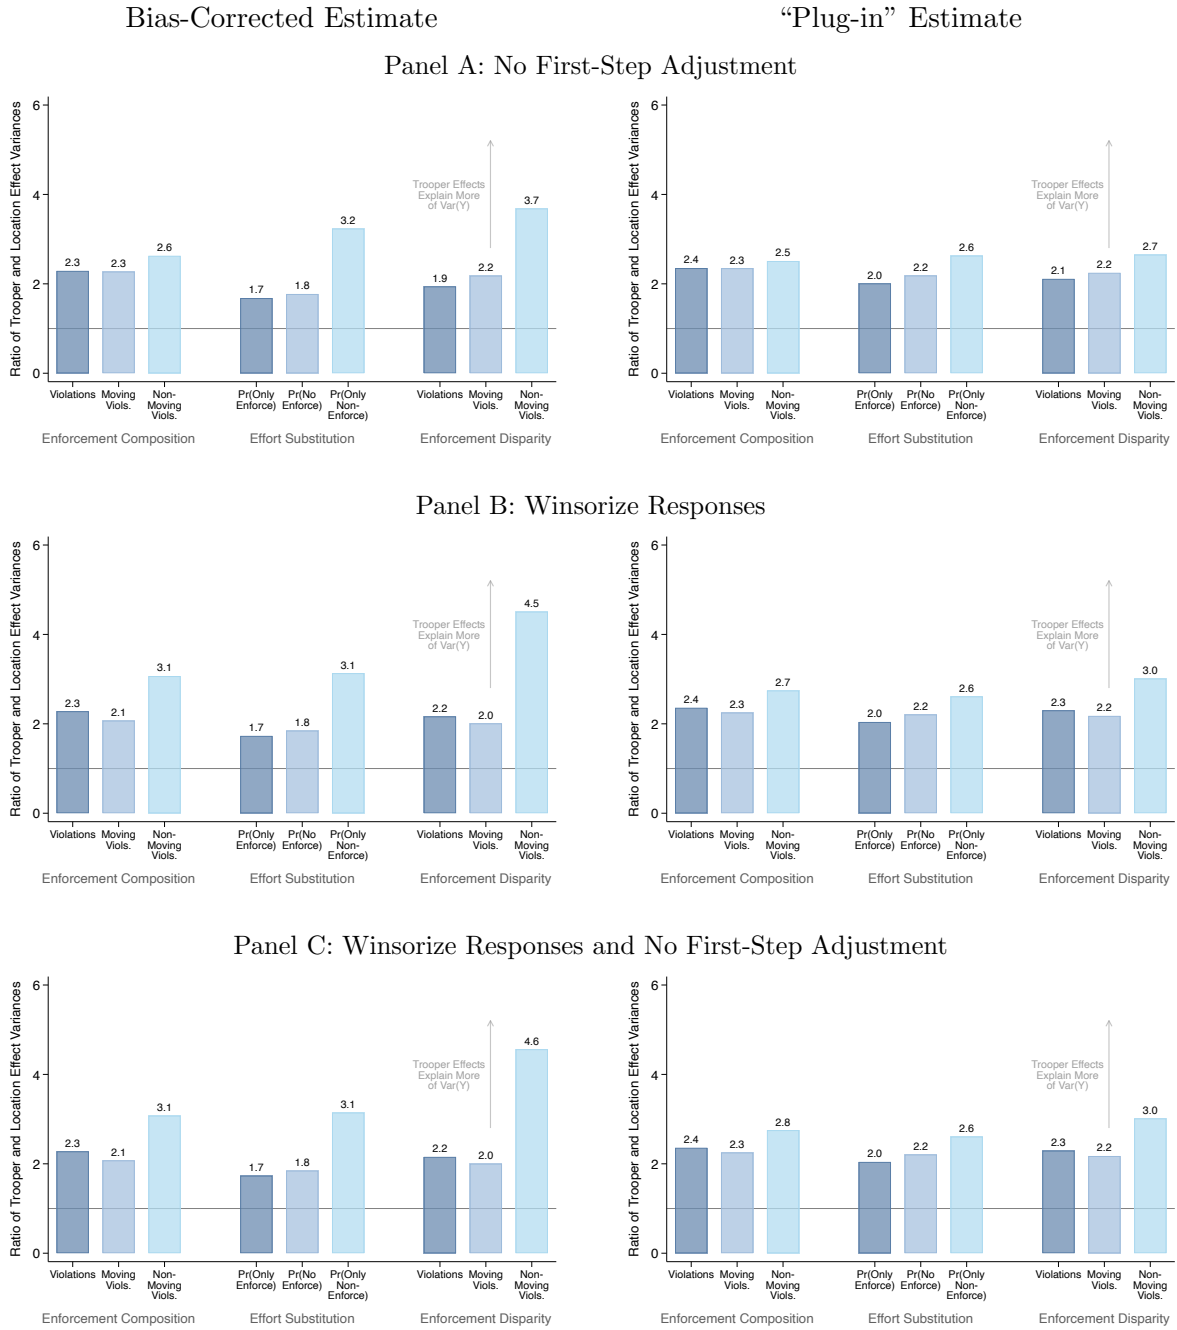 Bias-Corrected Estimate
“Plug-in” Estimate
Panel A: No First-Step Adjustment
Ratio of Trooper and Location Effect Variances
6
4
2
0
Trooper Effects
Explain More
of Var(Y)
2.3
2.3
2.6
1.7
1.8
3.2
1.9
2.2
3.7
Violations
Moving
Viols.
Non-
Moving
Viols.
Pr(Only
Enforce)
Pr(No
Enforce)
Pr(Only
Non-
Enforce)
Violations
Moving
Viols.
Non-
Moving
Viols.
Enforcement Composition
Effort Substitution
Enforcement Disparity
Ratio of Trooper and Location Effect Variances
6
4
2
0
Trooper Effects
Explain More
of Var(Y)
2.4
2.3
2.5
2.0
2.2
2.6
2.1
2.2
2.7
Violations
Moving
Viols.
Non-
Moving
Viols.
Pr(Only
Enforce)
Pr(No
Enforce)
Pr(Only
Non-
Enforce)
Violations
Moving
Viols.
Non-
Moving
Viols.
Enforcement Composition
Effort Substitution
Enforcement Disparity
Panel B: Winsorize Responses
Ratio of Trooper and Location Effect Variances
6
4
2
0
Trooper Effects
Explain More
of Var(Y)
2.3
2.1
3.1
1.7
1.8
3.1
2.2
2.0
4.5
Violations
Moving
Viols.
Non-
Moving
Viols.
Pr(Only
Enforce)
Pr(No
Enforce)
Pr(Only
Non-
Enforce)
Violations
Moving
Viols.
Non-
Moving
Viols.
Enforcement Composition
Effort Substitution
Enforcement Disparity
Ratio of Trooper and Location Effect Variances
6
4
2
0
Trooper Effects
Explain More
of Var(Y)
2.4
2.3
2.7
2.0
2.2
2.6
2.3
2.2
3.0
Violations
Moving
Viols.
Non-
Moving
Viols.
Pr(Only
Enforce)
Pr(No
Enforce)
Pr(Only
Non-
Enforce)
Violations
Moving
Viols.
Non-
Moving
Viols.
Enforcement Composition
Effort Substitution
Enforcement Disparity
Panel C: Winsorize Responses and No First-Step Adjustment
Ratio of Trooper and Location Effect Variances
6
4
2
0
Trooper Effects
Explain More
of Var(Y)
2.3
2.1
3.1
1.7
1.8
3.1
2.2
2.0
4.6
Violations
Moving
Viols.
Non-
Moving
Viols.
Pr(Only
Enforce)
Pr(No
Enforce)
Pr(Only
Non-
Enforce)
Violations
Moving
Viols.
Non-
Moving
Viols.
Enforcement Composition
Effort Substitution
Enforcement Disparity
Ratio of Trooper and Location Effect Variances
6
4
2
0
Trooper Effects
Explain More
of Var(Y)
2.4
2.3
2.8
2.0
2.2
2.6
2.3
2.2
3.0
Violations
Moving
Viols.
Non-
Moving
Viols.
Pr(Only
Enforce)
Pr(No
Enforce)
Pr(Only
Non-
Enforce)
Violations
Moving
Viols.
Non-
Moving
Viols.
Enforcement Composition
Effort Substitution
Enforcement Disparity